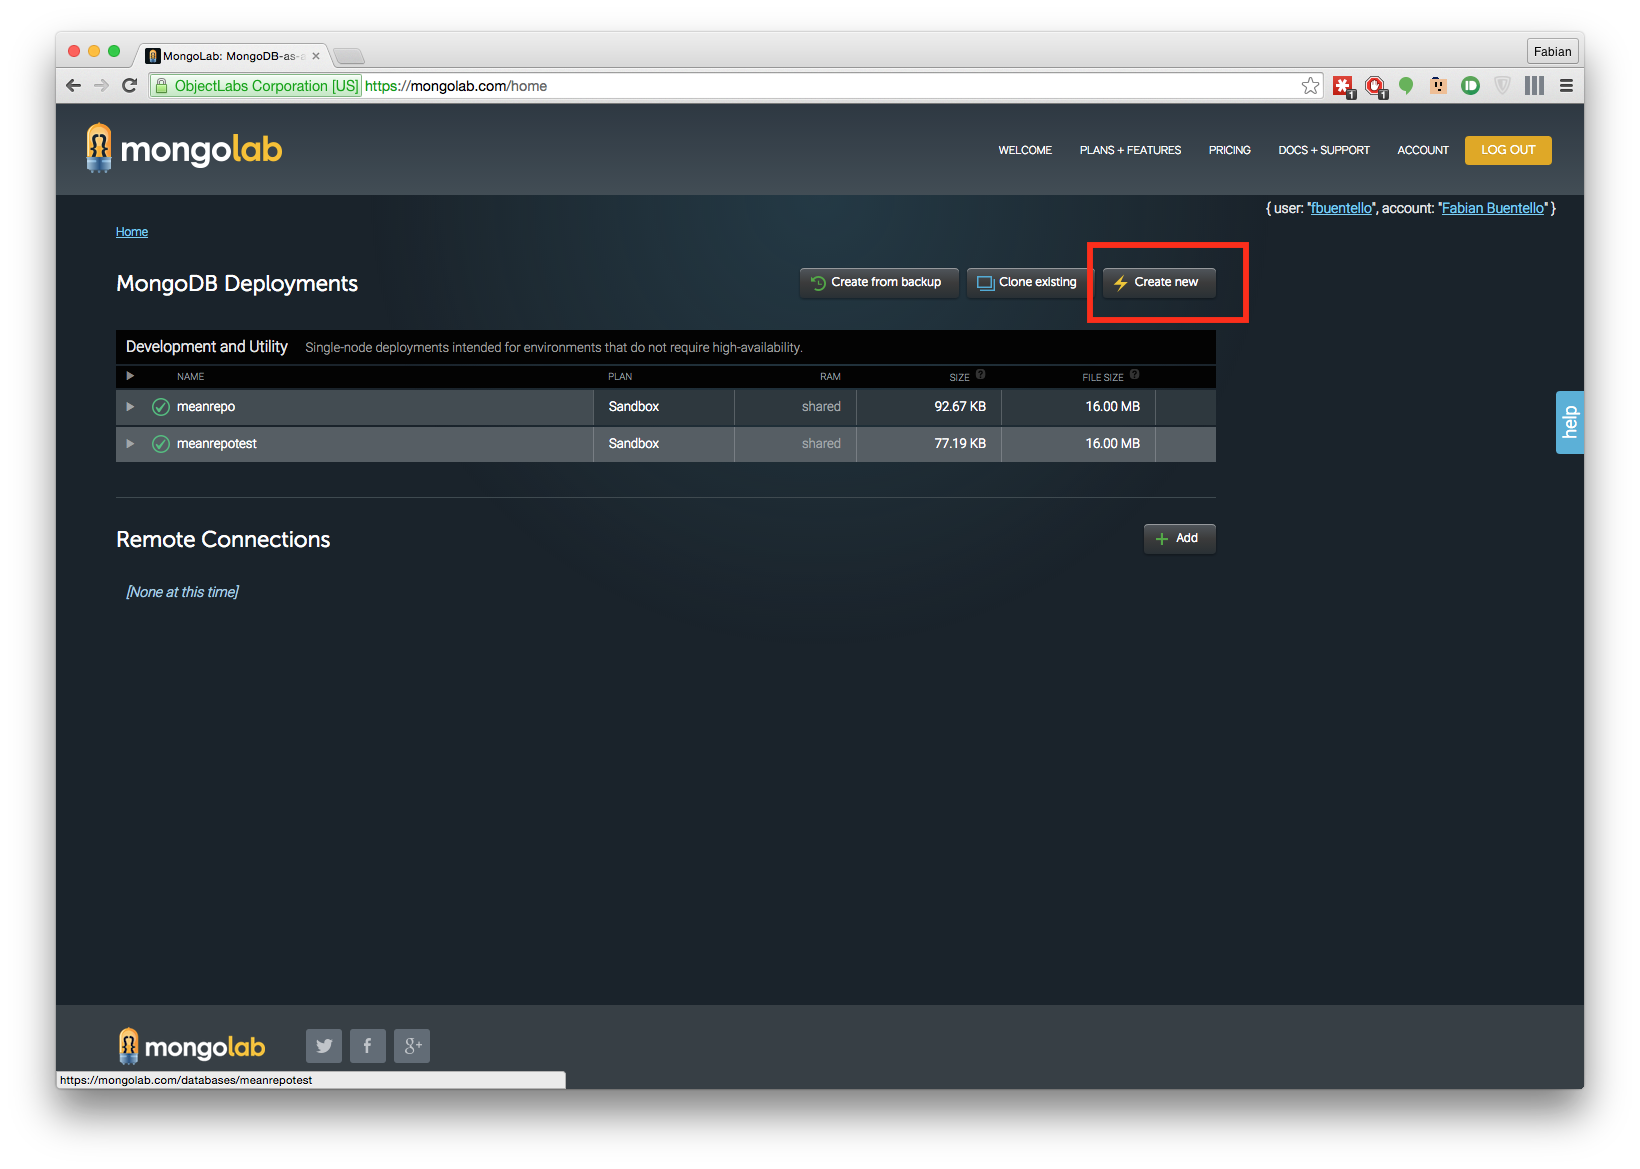 MongoLab: MongoDB-as-a
Fabian
ObjectLabs Corporation [US] https://mongolab.com/home
1 1
mongolab
WELCOME PLANS + FEATURES PRICING DOCS + SUPPORT ACCOUNT LOG OUT
{ user: "fbuentello", account: "Fabian Buentello" }
Home
MongoDB Deployments
Create from backup Clone existing Create new
Development and Utility Single-node deployments intended for environments that do not require high-availability.
NAME PLAN RAM SIZE ? FILE SIZE ?
meanrepo Sandbox shared 92.67 KB 16.00 MB
meanrepotest Sandbox shared 77.19 KB 16.00 MB
help
Remote Connections
Add
[None at this time]
mongolab
f g+
https://mongolab.com/databases/meanrepotest